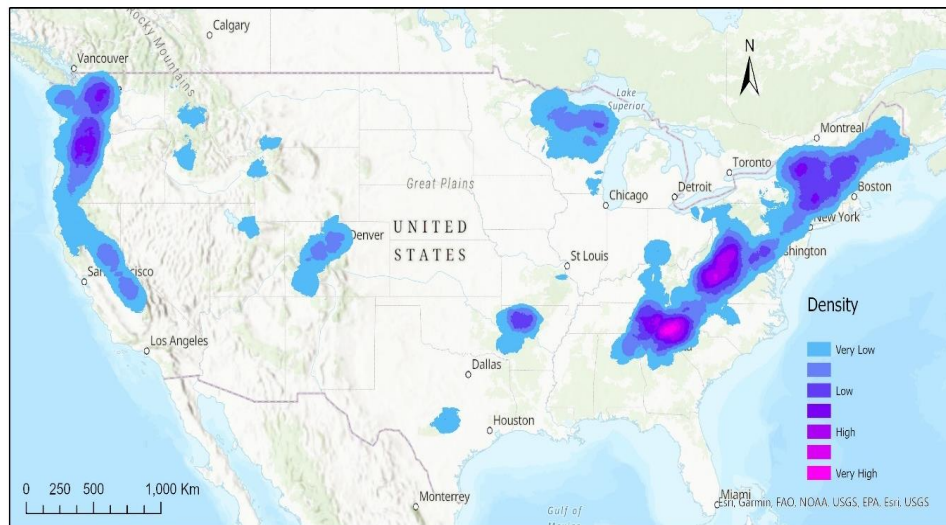 Calgary
Rocky Mountains
Vancouver
N
Lake
Superior
Montreal
Toronto
Boston
Great Plains
Chicago
Detroit
New York
Denver
UNITED
STATES
St Louis
Los Angeles
Dallas
Houston
Monterrey
Miami
Gulf of
Density
Very Low
Low
High
Very High
0 250 500 1,000 Km
Esri, Garmin, FAO, NOAA, USGS, EPA, Esri, USGS